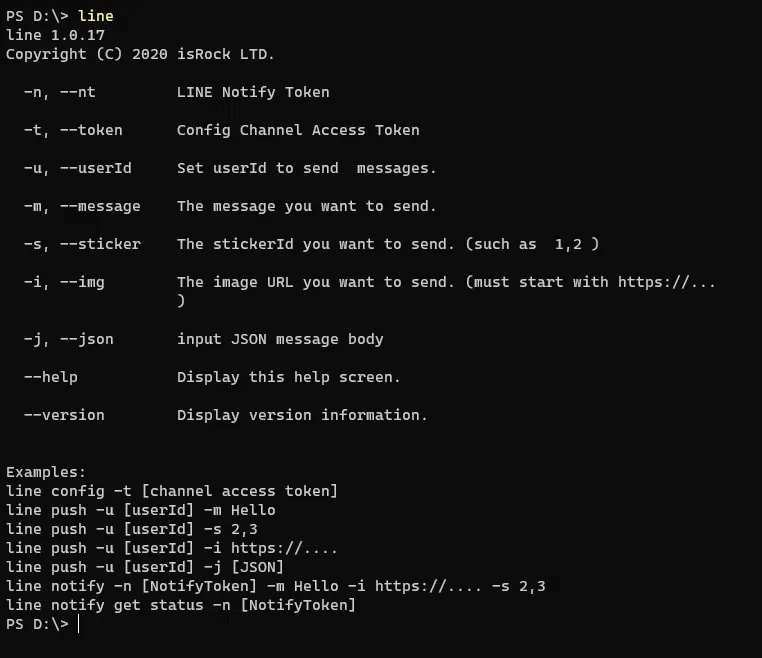 PS D:\> line
line 1.0.17
Copyright (C) 2020 isRock LTD.
-n, --nt         LINE Notify Token
-t, --token      Config Channel Access Token
-u, --userId     Set userId to send  messages.
-m, --message    The message you want to send.
-s, --sticker    The stickerId you want to send. (such as  1,2 )
-i, --img        The image URL you want to send. (must start with https://...
)
-j, --json       input JSON message body
--help           Display this help screen.
--version        Display version information.
Examples:
line config -t [channel access token]
line push -u [userId] -m Hello
line push -u [userId] -s 2,3
line push -u [userId] -i https://....
line push -u [userId] -j [JSON]
line notify -n [NotifyToken] -m Hello -i https://.... -s 2,3
line notify get status -n [NotifyToken]
PS D:\>